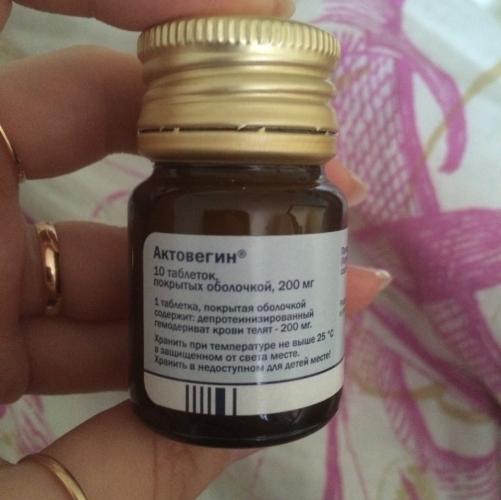 Актовегин®
10 таблеток,
покрытых оболочкой, 200 мг
1 таблетка, покрытая оболочкой
содержит: депротеинизированный
гемодериват крови телят - 200 мг.
Хранить при температуре не выше 25 °C
в защищенном от света месте.
Хранить в недоступном для детей месте!